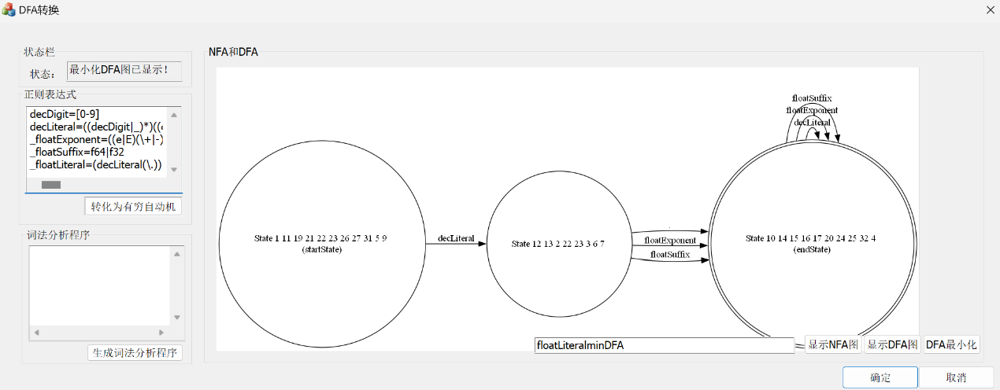 DFA转换
状态栏
状态：
最小化DFA图已显示！
正则表达式
decDigit=[0-9]
decLiteral=((decDigit|_)*)((
_floatExponent=((e|E)(\+|-)
_floatSuffix=f64|f32
_floatLiteral=(decLiteral(\.))
转化为有穷自动机
词法分析程序
生成词法分析程序
NFA和DFA
State 1 11 19 21 22 23 26 27 31 5 9
(startState)
decLiteral
State 12 13 2 22 23 3 6 7
.
floatExponent
floatSuffix
floatSuffix
floatExponent
decLiteral
State 10 14 15 16 17 20 24 25 32 4
(endState)
floatLiteralminDFA
显示NFA图
显示DFA图
DFA最小化
确定
取消